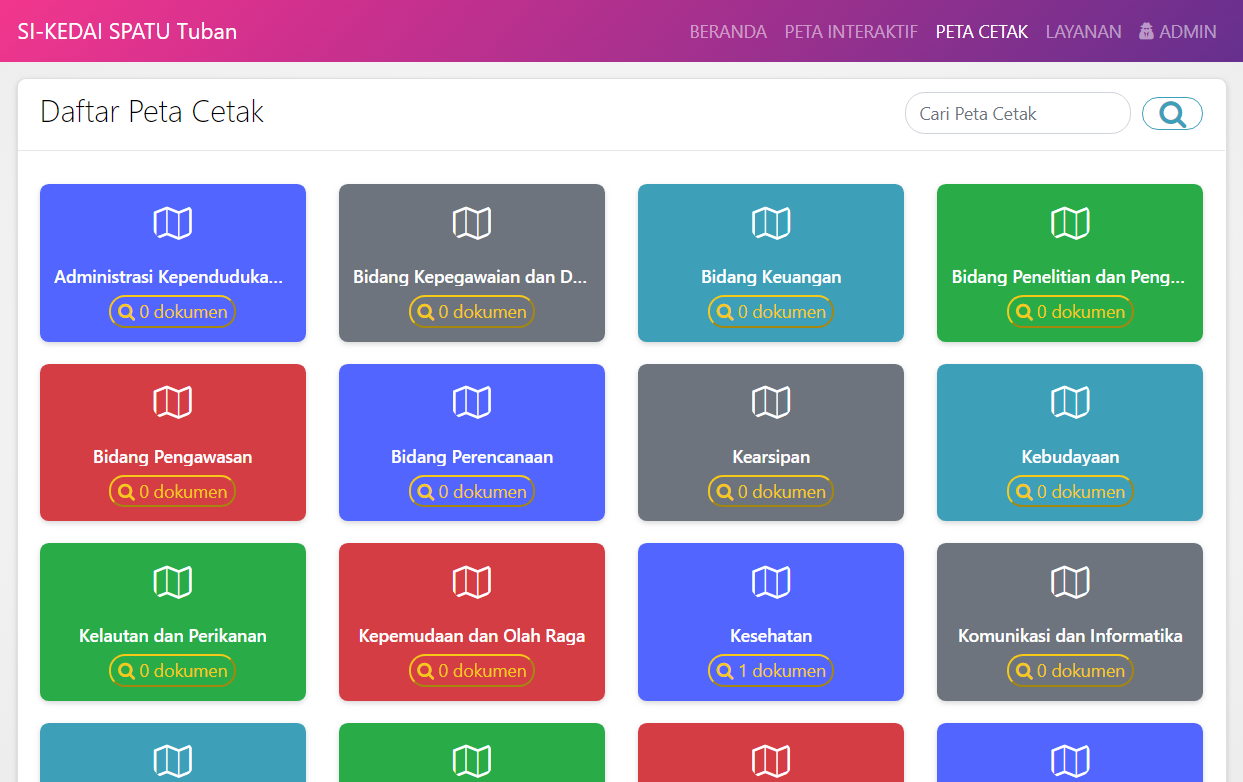 SI-KEDAI SPATU Tuban
BERANDA PETA INTERAKTIF PETA CETAK LAYANAN ADMIN
Daftar Peta Cetak
Cari Peta Cetak
Administrasi Kependuduka...
0 dokumen
Bidang Kepegawaian dan D...
0 dokumen
Bidang Keuangan
0 dokumen
Bidang Penelitian dan Peng...
0 dokumen
Bidang Pengawasan
0 dokumen
Bidang Perencanaan
0 dokumen
Kearsipan
0 dokumen
Kebudayaan
0 dokumen
Kelautan dan Perikanan
0 dokumen
Kepemudaan dan Olah Raga
0 dokumen
Kesehatan
1 dokumen
Komunikasi dan Informatika
0 dokumen